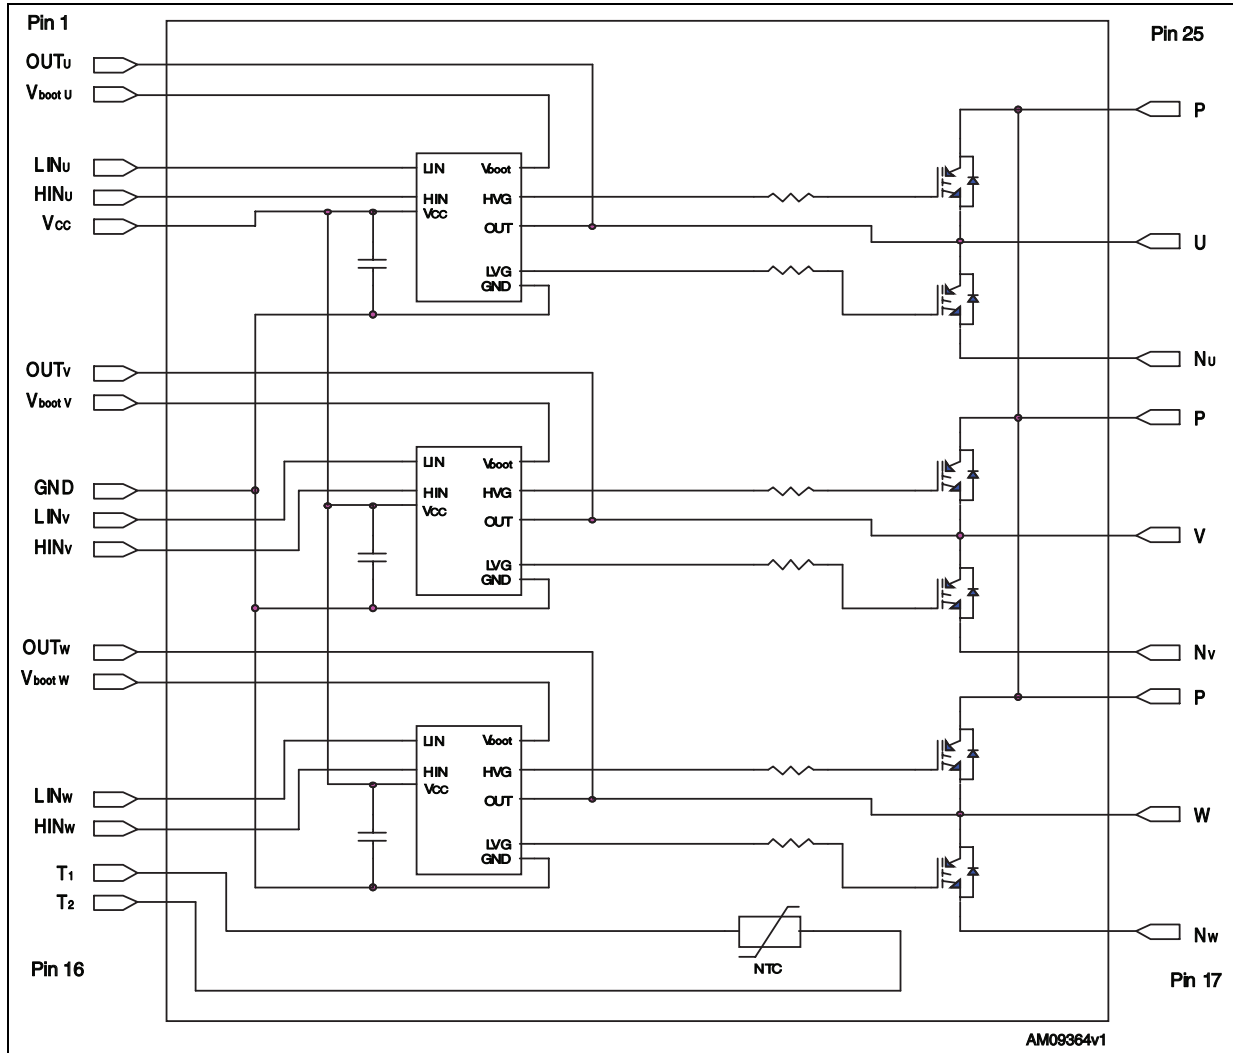 Pin 1
Pin 25
OUTU
Vboot U
P
LINU
LIN
Vboot
HINU
HIN
HVG
VCC
VCC
OUT
U
LVG
GND
NU
OUTV
Vboot V
P
LIN
Vboot
GND
HIN
HVG
LINV
VCC
OUT
V
HINV
LVG
GND
OUTW
NV
Vboot W
P
LIN
Vboot
HIN
HVG
VCC
LINW
OUT
W
HINW
LVG
GND
T1
T2
NW
NTC
Pin 16
Pin 17
AM09364v1